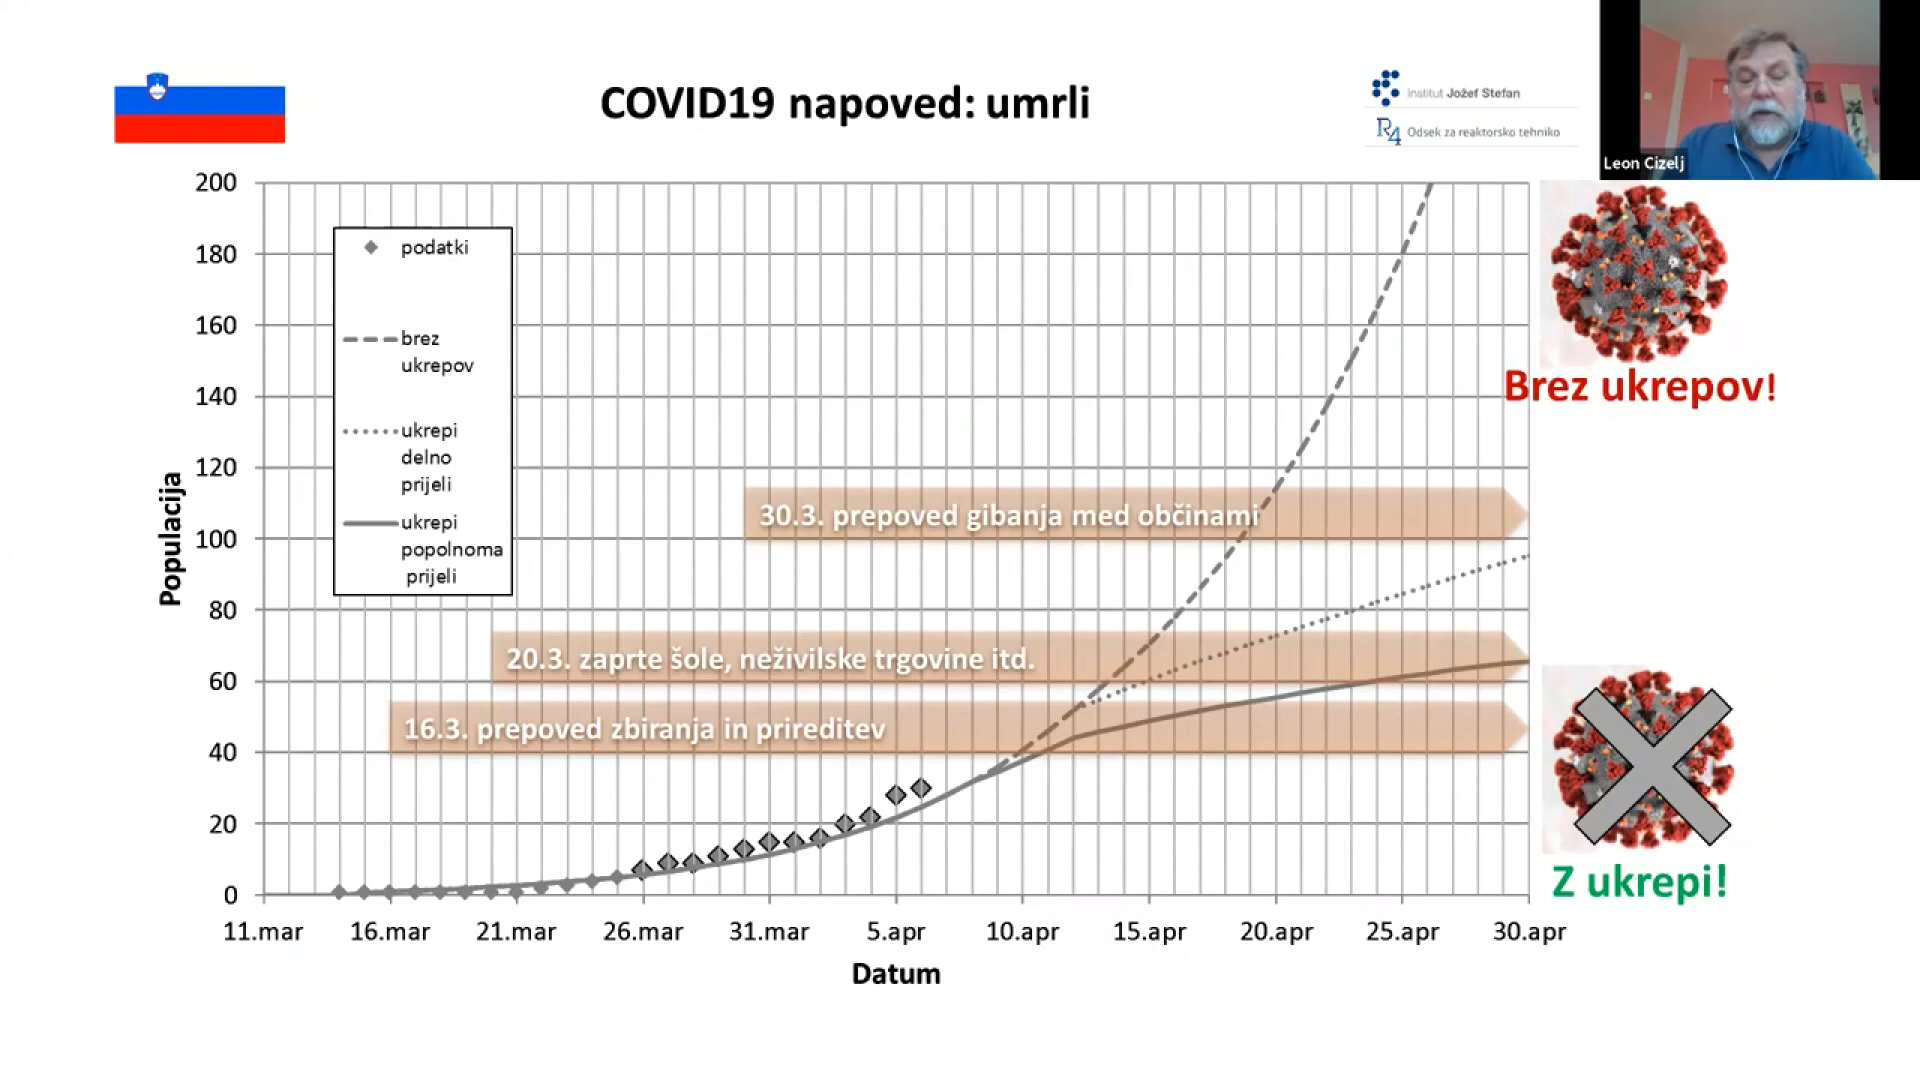 COVID19 napoved: umrli
Institut Jožef Stefan
R4 Odsek za reaktorsko tehniko
Leon Cizelj
200
180
160
140
120
100
80
60
40
20
0
Populacija
podatki
brez
ukrepov
ukrepi
delno
prijeli
ukrepi
popolnoma
prijeli
30.3. prepoved gibanja med občinami
20.3. zaprte šole, neživilske trgovine itd.
16.3. prepoved zbiranja in prireditev
Brez ukrepov!
Z ukrepi!
11.mar 16.mar 21.mar 26.mar 31.mar 5.apr 10.apr 15.apr 20.apr 25.apr 30.apr
Datum